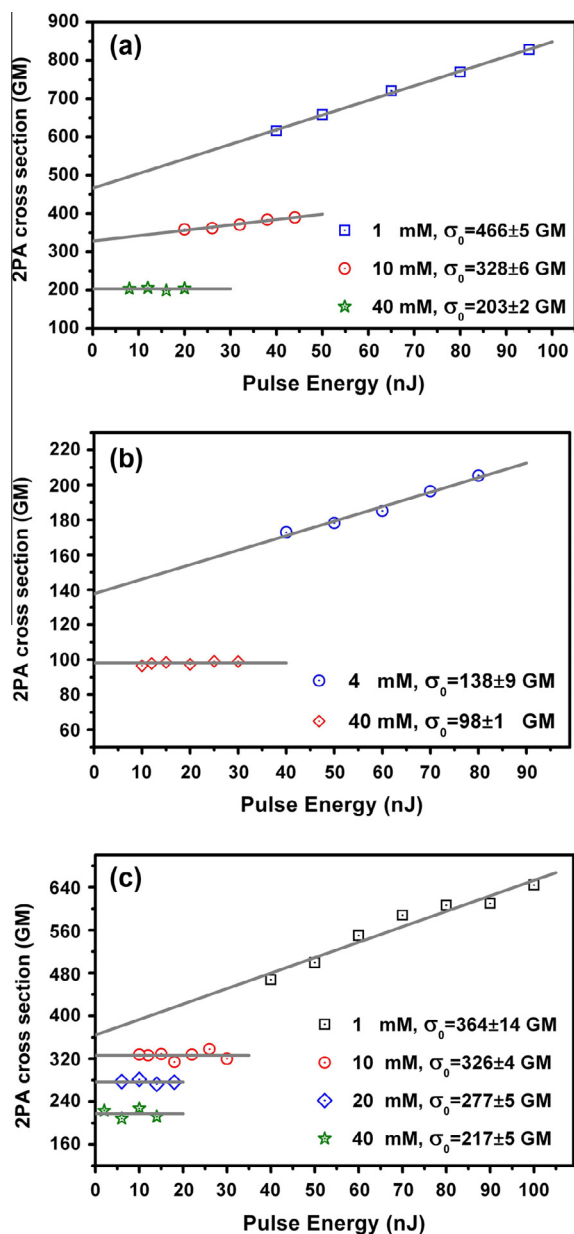 (a)
2PA cross section (GM)
900
800
700
600
500
400
300
200
100
1 mM, σ₀=466±5 GM
10 mM, σ₀=328±6 GM
40 mM, σ₀=203±2 GM
0 10 20 30 40 50 60 70 80 90 100
Pulse Energy (nJ)
(b)
2PA cross section (GM)
220
200
180
160
140
120
100
80
60
4 mM, σ₀=138±9 GM
40 mM, σ₀=98±1 GM
0 10 20 30 40 50 60 70 80 90
Pulse Energy (nJ)
(c)
2PA cross section (GM)
640
560
480
400
320
240
160
1 mM, σ₀=364±14 GM
10 mM, σ₀=326±4 GM
20 mM, σ₀=277±5 GM
40 mM, σ₀=217±5 GM
0 10 20 30 40 50 60 70 80 90 100
Pulse Energy (nJ)